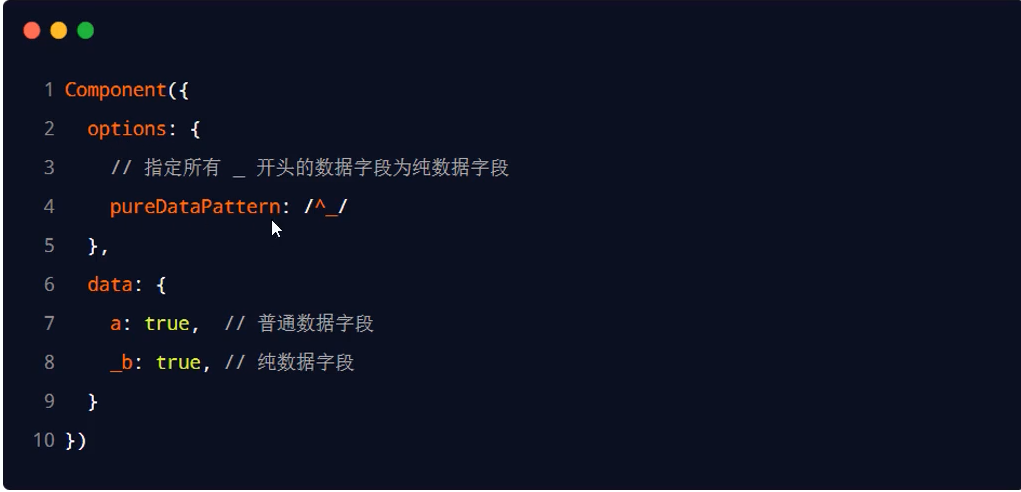 1 Component({
2 options: {
3 // 指定所有 _ 开头的数据字段为纯数据字段
4 pureDataPattern: /^_/
5 },
6 data: {
7 a: true, // 普通数据字段
8 _b: true, // 纯数据字段
9 }
10 })